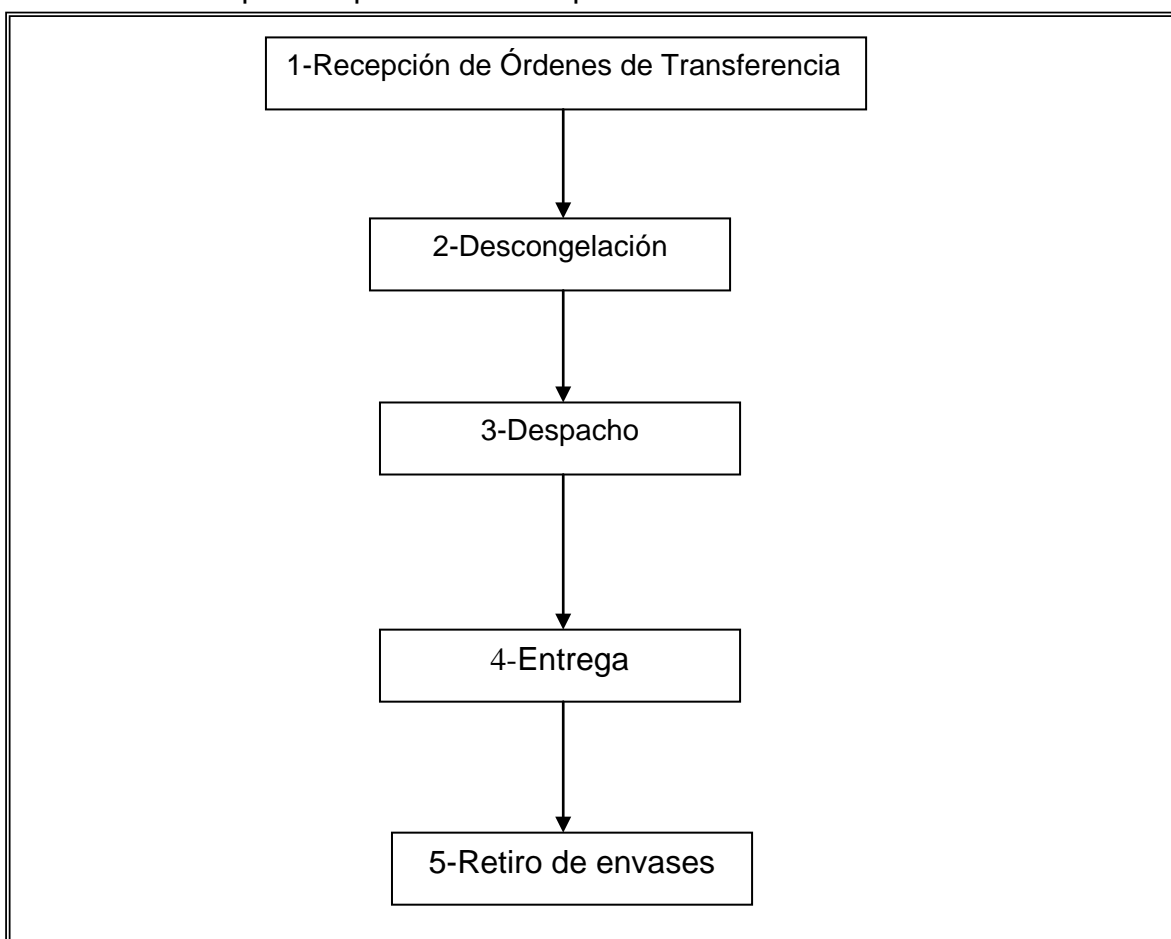 1-Recepción de Órdenes de Transferencia
2-Descongelación
3-Despacho
4-Entrega
5-Retiro de envases